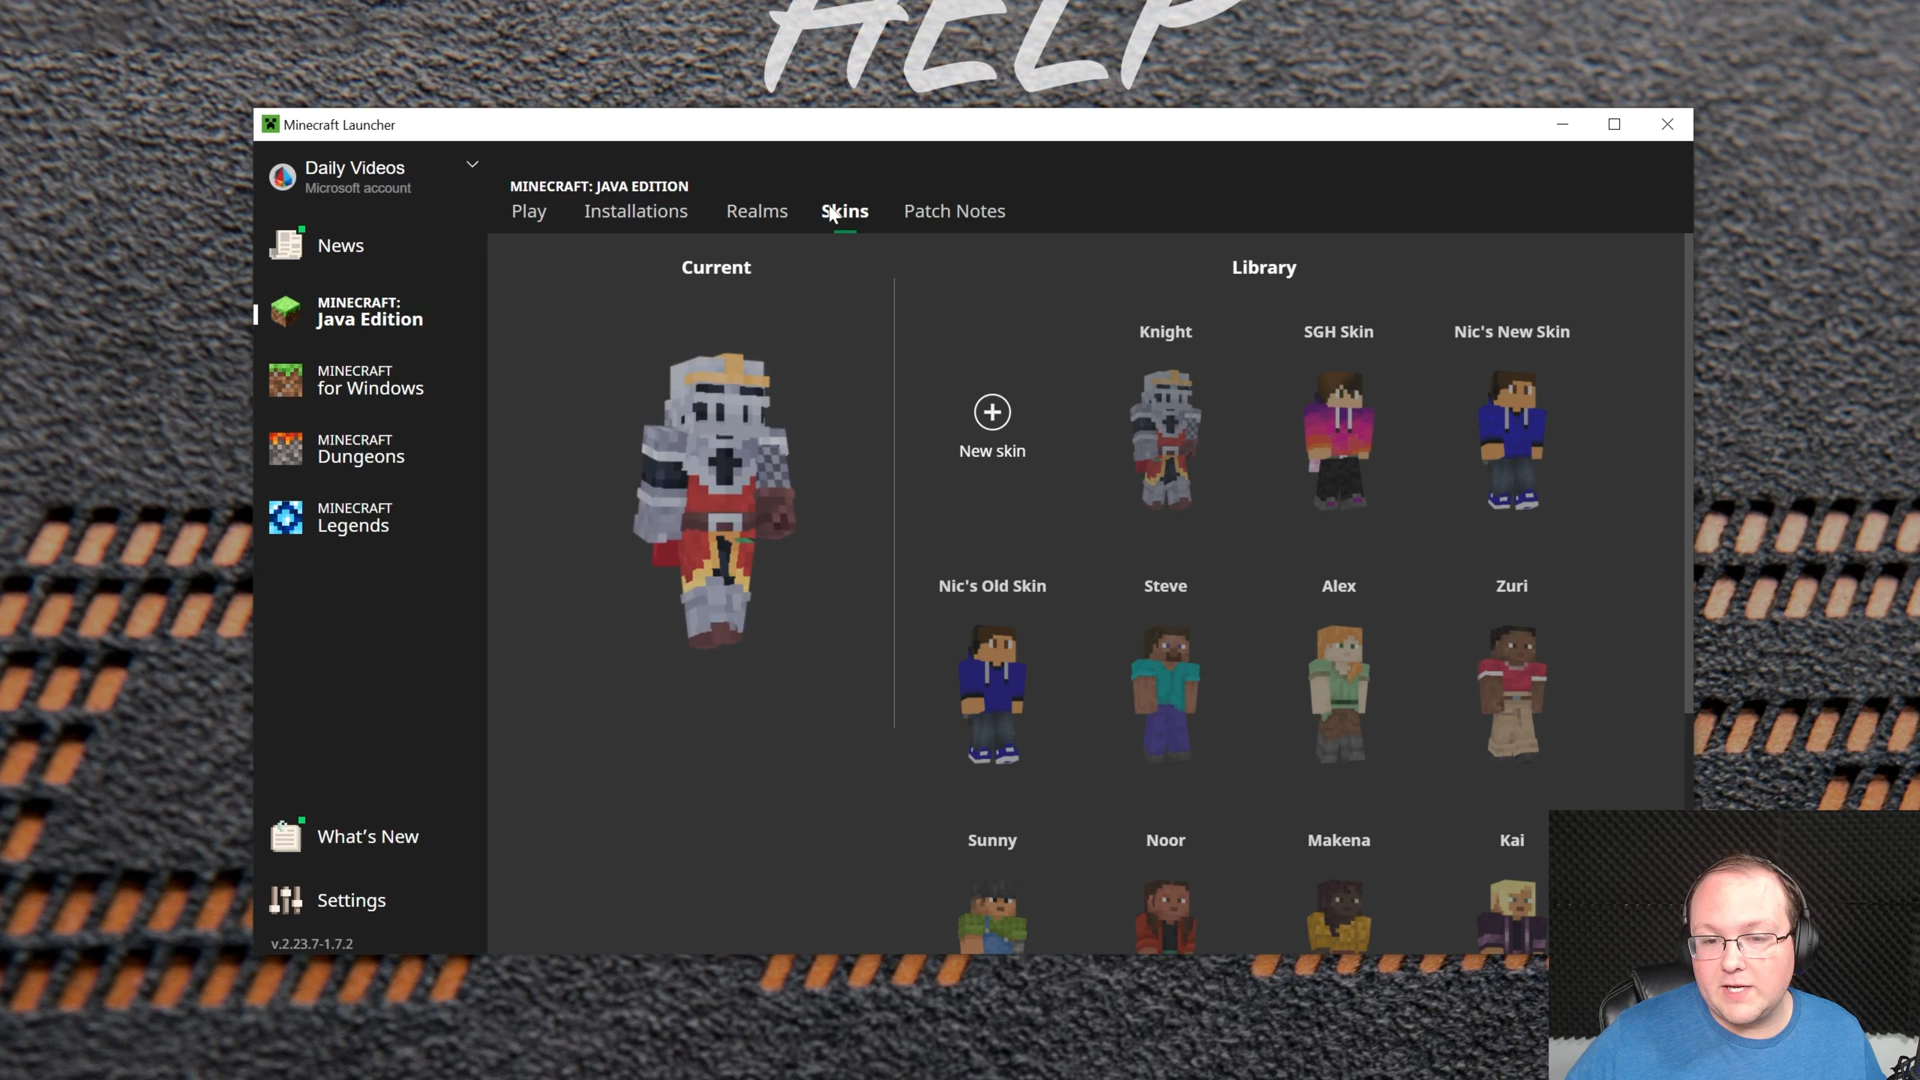 HELP
Minecraft Launcher
Daily Videos
Microsoft account
MINECRAFT: JAVA EDITION
Play
Installations
Realms
Skins
Patch Notes
News
MINECRAFT:
Java Edition
MINECRAFT
for Windows
MINECRAFT
Dungeons
MINECRAFT
Legends
What's New
Settings
v.2.23.7-1.7.2
Current
Library
New skin
Knight
SGH Skin
Nic's New Skin
Nic's Old Skin
Steve
Alex
Zuri
Sunny
Noor
Makena
Kai